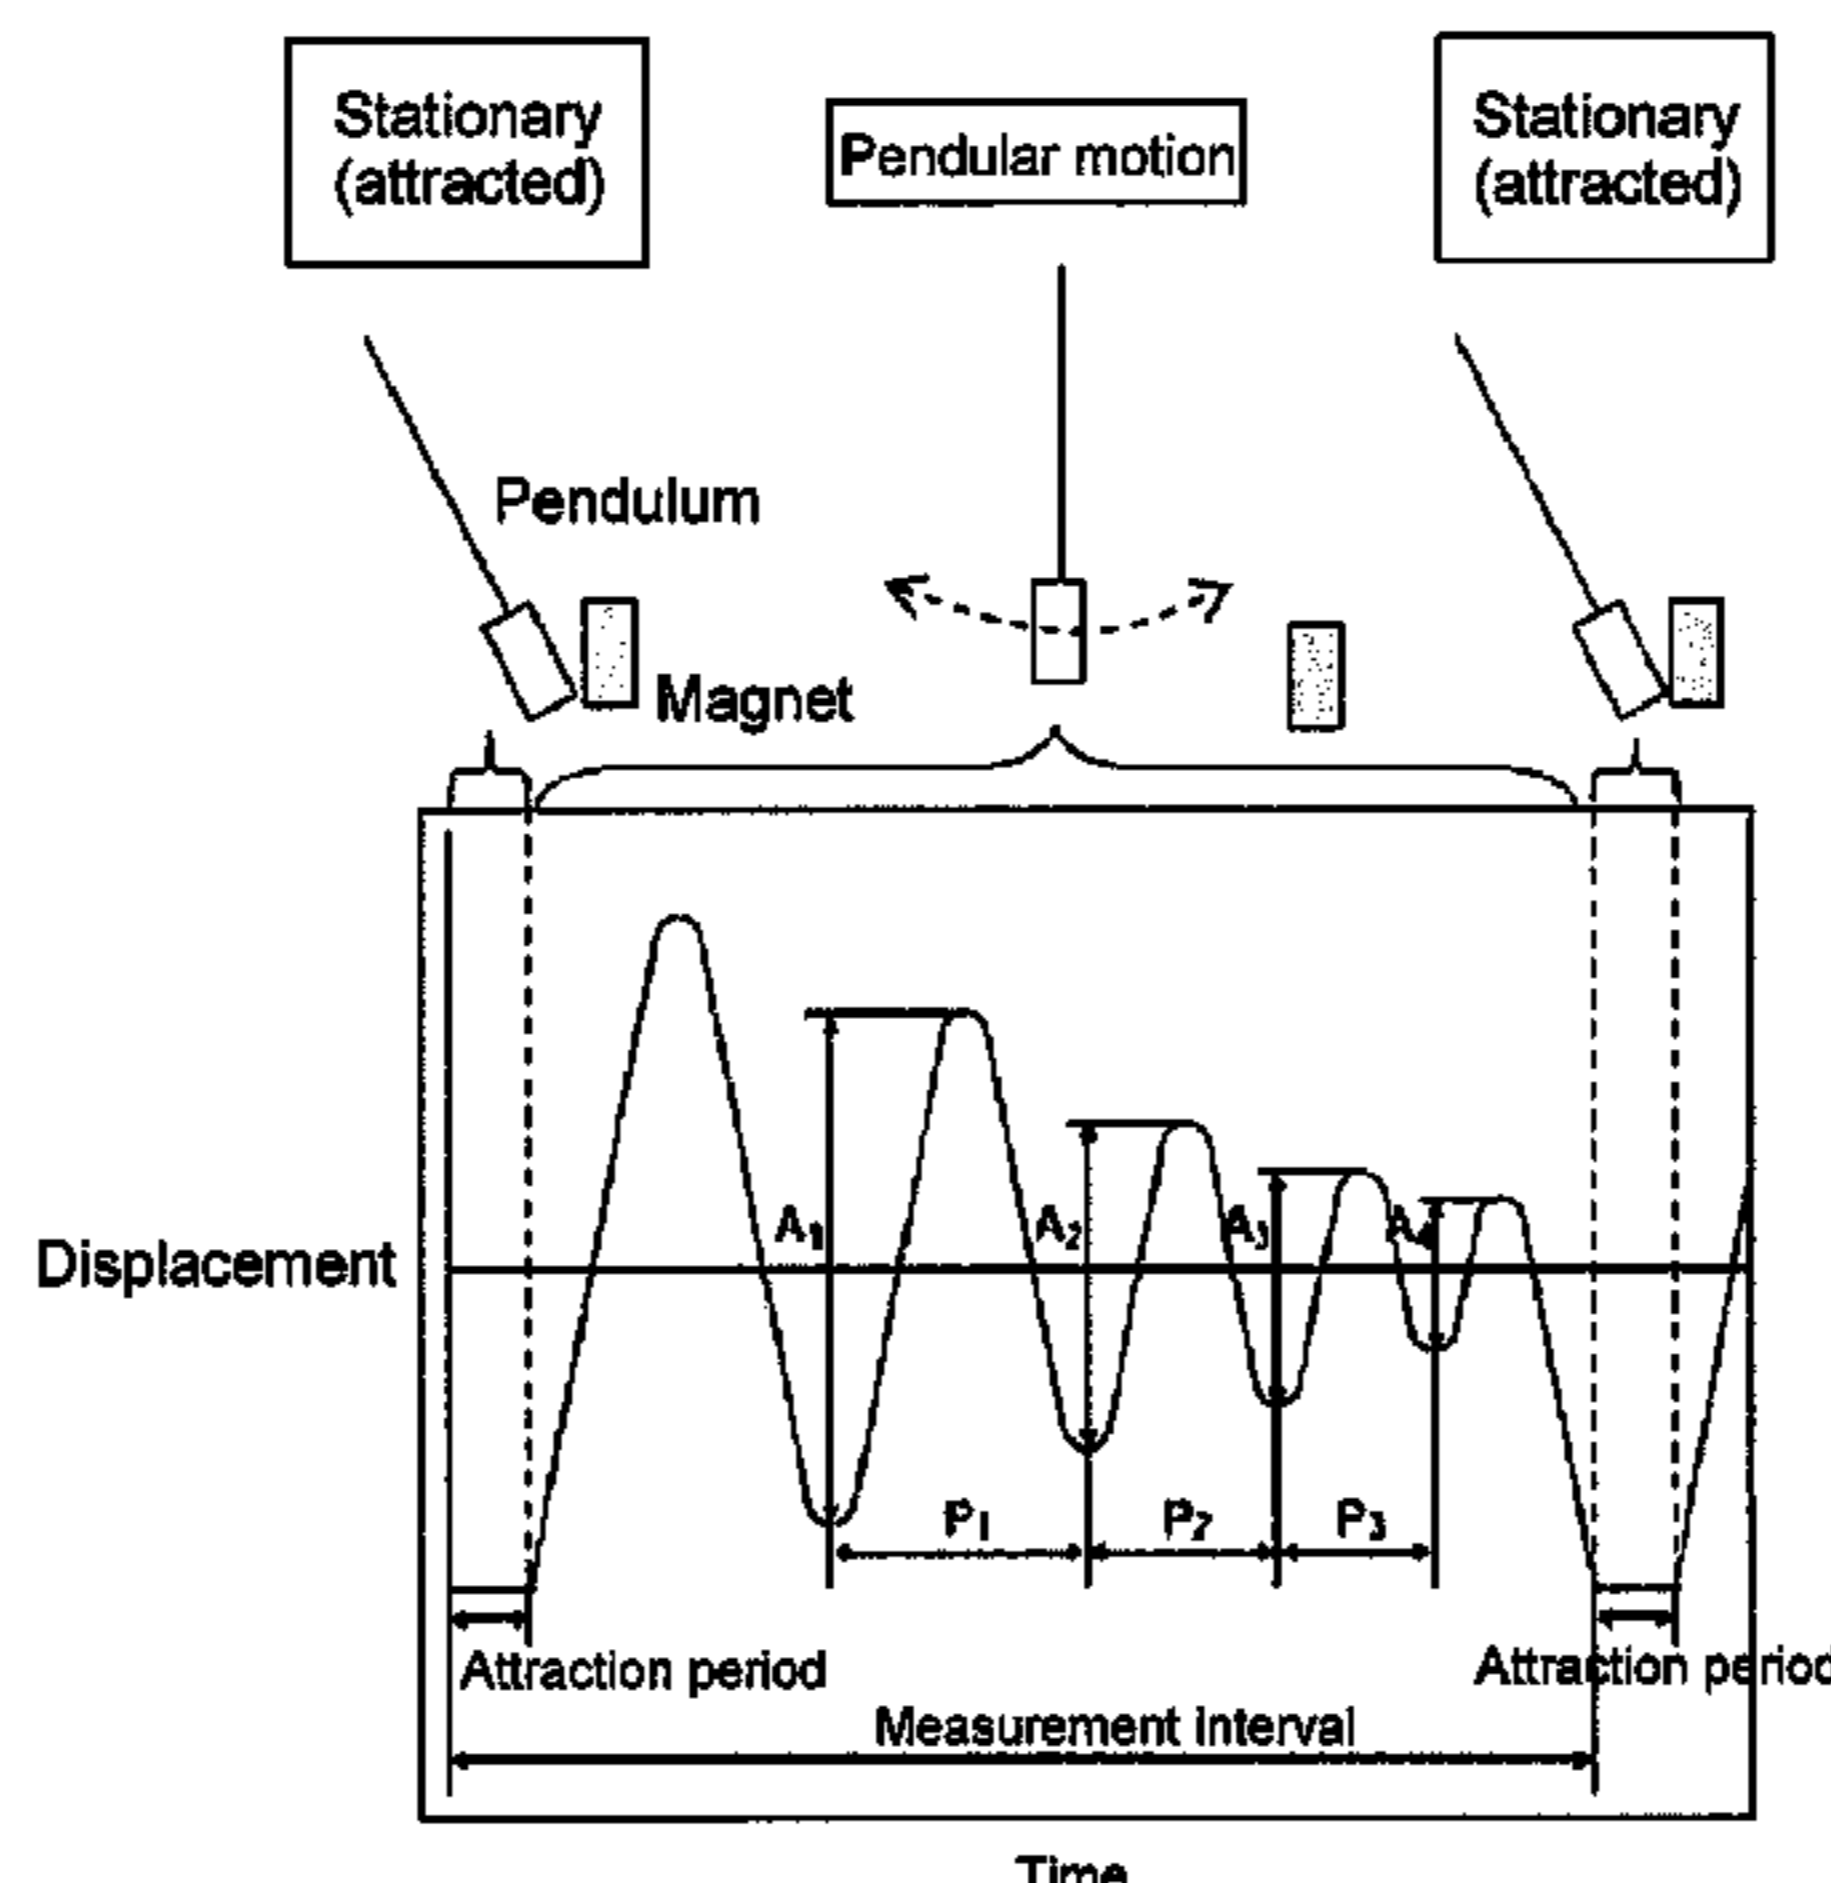 Stationary
(attracted)
Pendular motion
Stationary
(attracted)
Pendulum
Magnet
Displacement
A1
A2
A3
A4
P1
P2
P3
Attraction period
Attraction period
Measurement interval
Time